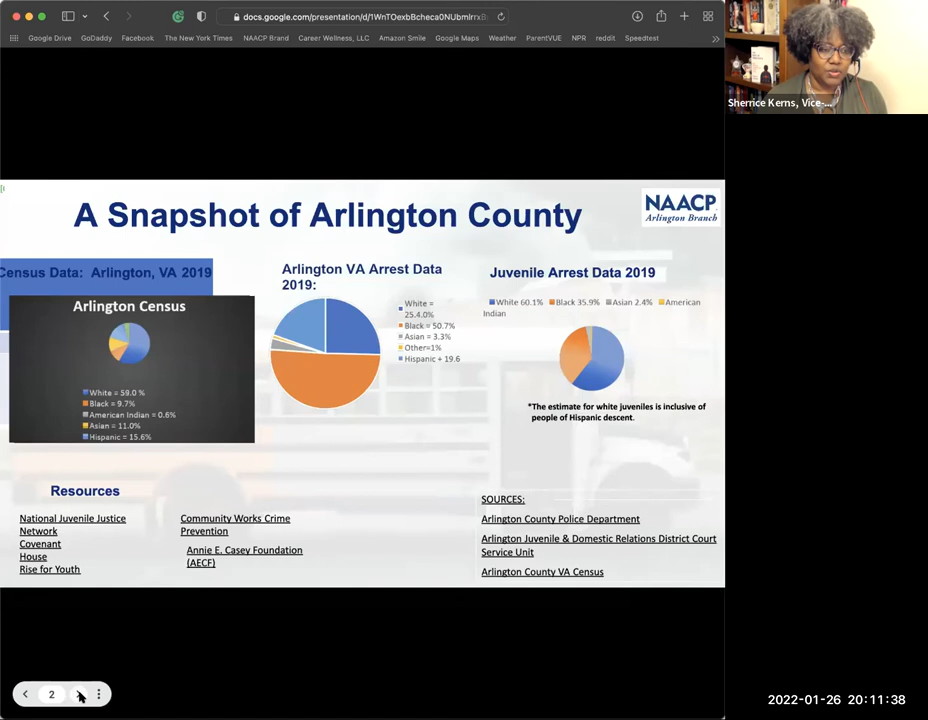 docs.google.com/presentation/d/1WnTOexbBcheca0NUbmlrrxB
Google Drive GoDaddy Facebook The New York Times NAACP Brand Career Wellness, LLC Amazon Smile Google Maps Weather ParentVUE NPR reddit Speedtest
Sherrice Kerns, Vice-...
A Snapshot of Arlington County
NAACP
Arlington Branch
Census Data: Arlington, VA 2019
Arlington Census
White = 59.0 %
Black = 9.7%
American Indian = 0.6%
Asian = 11.0%
Hispanic = 15.6%
Arlington VA Arrest Data
2019:
White =
25.4.0%
Black = 50.7%
Asian = 3.3%
Other=1%
Hispanic + 19.6
Juvenile Arrest Data 2019
White 60.1% Black 35.9% Asian 2.4% American
Indian
*The estimate for white juveniles is inclusive of
people of Hispanic descent.
Resources
National Juvenile Justice
Network
Covenant
House
Rise for Youth
Community Works Crime
Prevention
Annie E. Casey Foundation
(AECF)
SOURCES:
Arlington County Police Department
Arlington Juvenile & Domestic Relations District Court
Service Unit
Arlington County VA Census
2
2022-01-26 20:11:38